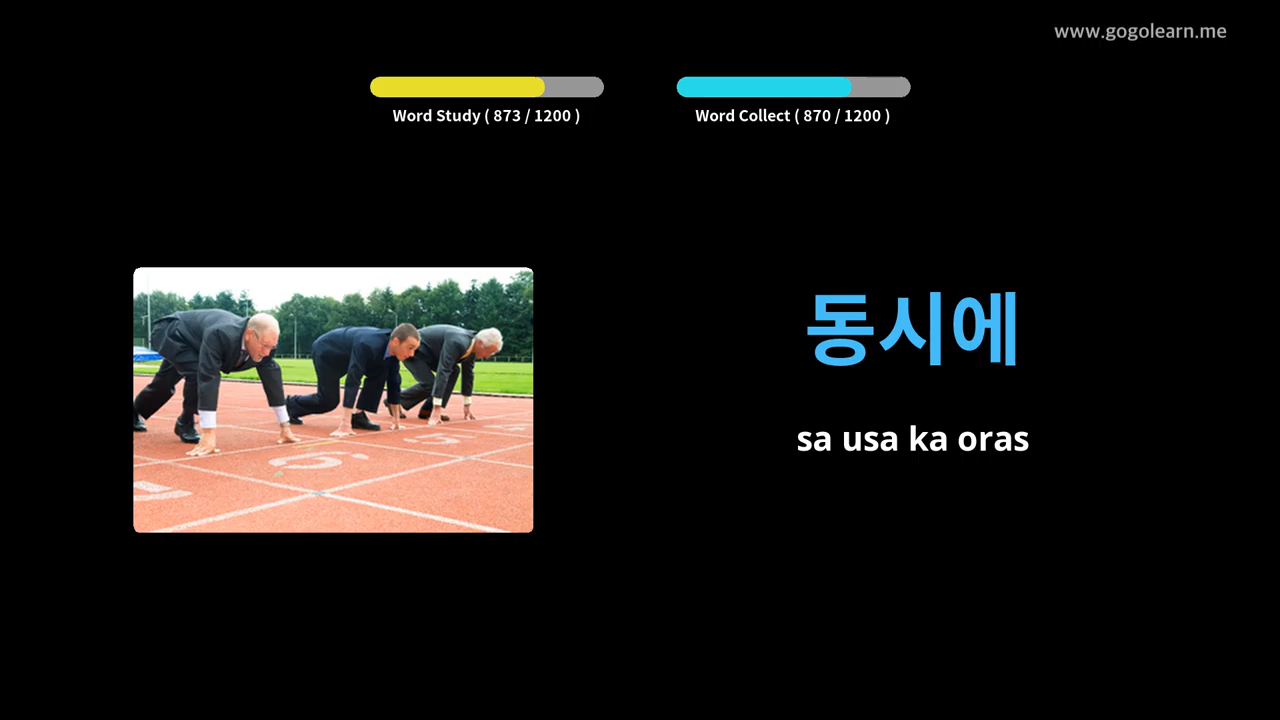 www.gogolearn.me
Word Study ( 873 / 1200 )
Word Collect ( 870 / 1200 )
동시에
sa usa ka oras